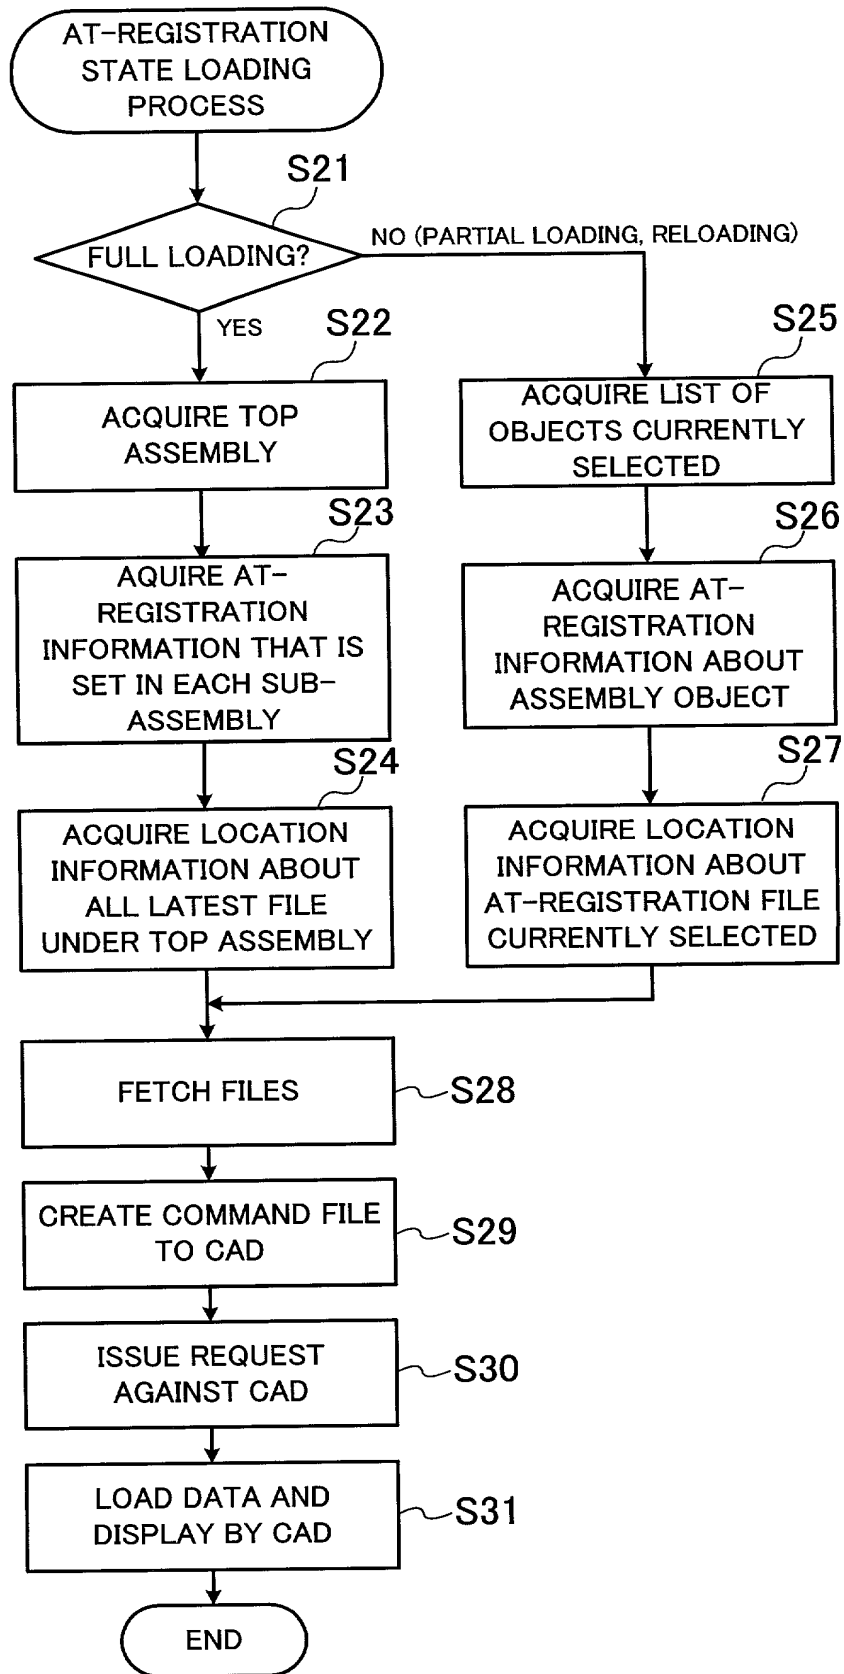 AT-REGISTRATION
STATE LOADING
PROCESS
S21
FULL LOADING?
NO (PARTIAL LOADING, RELOADING)
YES
S22
ACQUIRE TOP
ASSEMBLY
S25
ACQUIRE LIST OF
OBJECTS CURRENTLY
SELECTED
S23
AQUIRE AT-
REGISTRATION
INFORMATION THAT IS
SET IN EACH SUB-
ASSEMBLY
S26
ACQUIRE AT-
REGISTRATION
INFORMATION ABOUT
ASSEMBLY OBJECT
S24
ACQUIRE LOCATION
INFORMATION ABOUT
ALL LATEST FILE
UNDER TOP ASSEMBLY
S27
ACQUIRE LOCATION
INFORMATION ABOUT
AT-REGISTRATION FILE
CURRENTLY SELECTED
FETCH FILES
S28
CREATE COMMAND FILE
TO CAD
S29
ISSUE REQUEST
AGAINST CAD
S30
LOAD DATA AND
DISPLAY BY CAD
S31
END